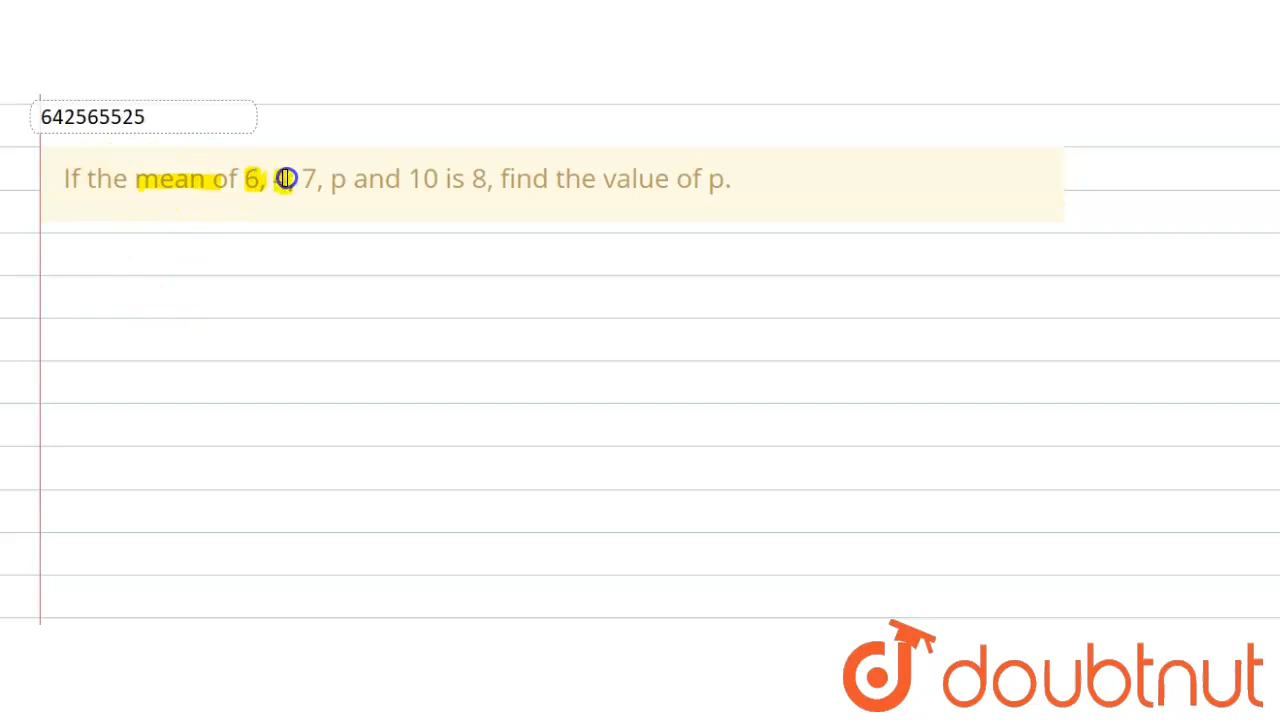 642565525
If the mean of 6, 7, p and 10 is 8, find the value of p.
doubtnut